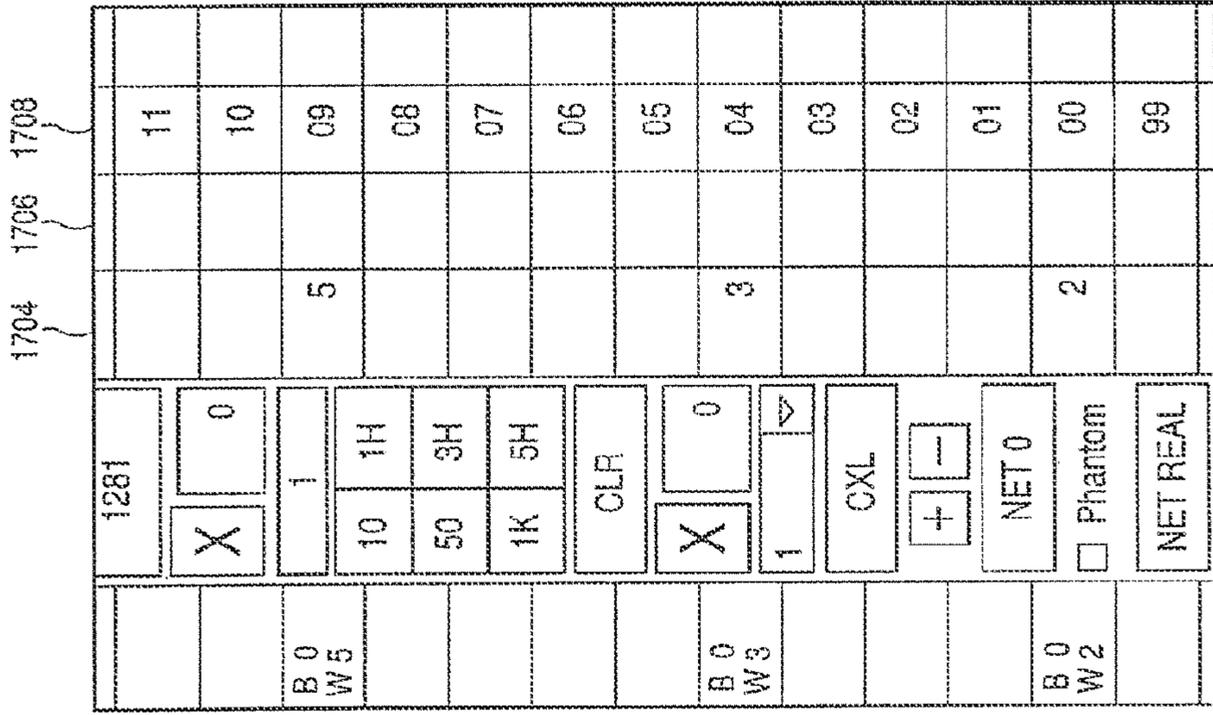 1704 1706 1708
1281 11
X 0 10
B 0
W 5 1 5 09
10 1H 08
50 3H 07
1K 5H 06
CLR 05
B 0
W 3 X 0 3 04
1 03
CXL 02
+ − 01
B 0
W 2 NET 0 2 00
Phantom
NET REAL 99